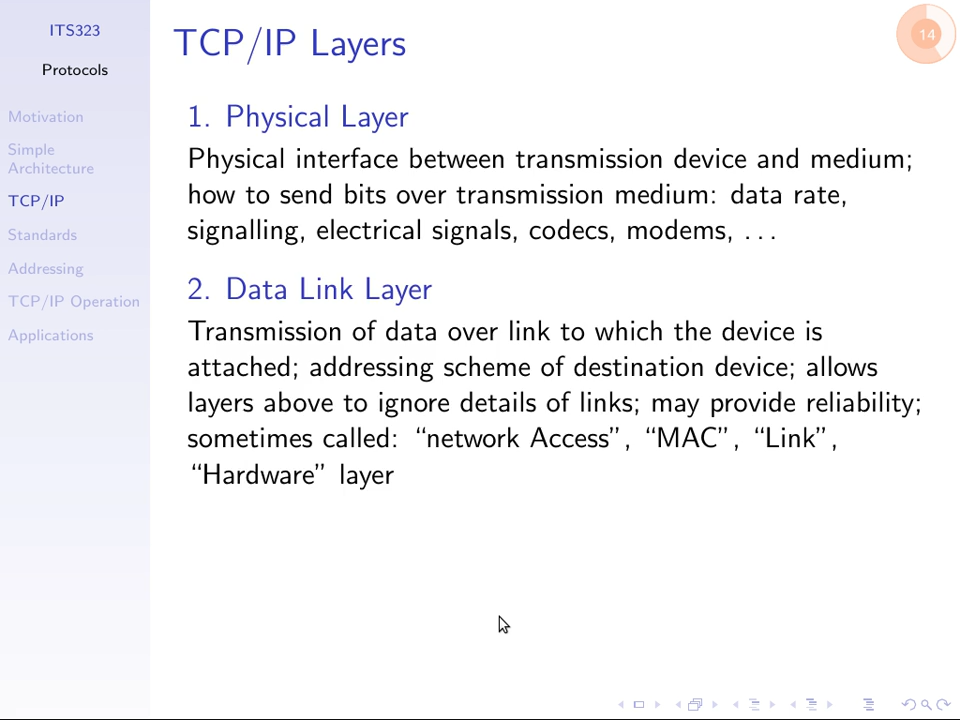 ITS323
Protocols
Motivation
Simple
Architecture
TCP/IP
Standards
Addressing
TCP/IP Operation
Applications
TCP/IP Layers
14
1. Physical Layer
Physical interface between transmission device and medium;
how to send bits over transmission medium: data rate,
signalling, electrical signals, codecs, modems, . . .
2. Data Link Layer
Transmission of data over link to which the device is
attached; addressing scheme of destination device; allows
layers above to ignore details of links; may provide reliability;
sometimes called: “network Access”, “MAC”, “Link”,
“Hardware” layer